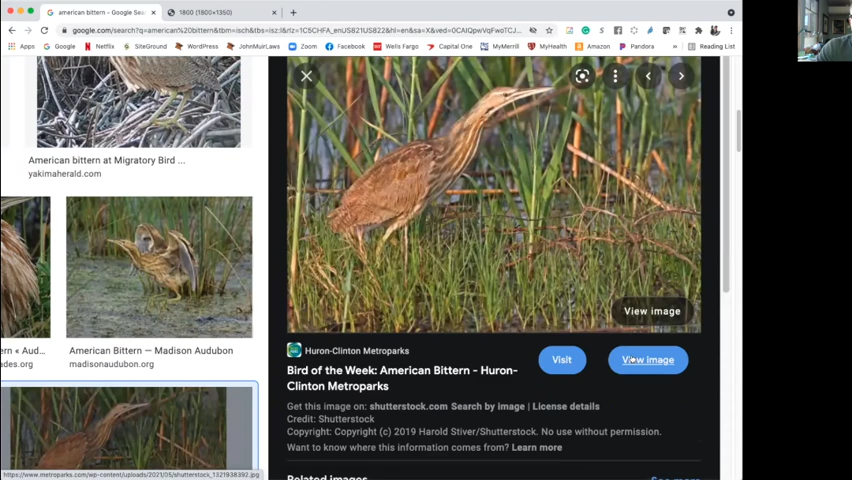 american bittern - Google Sea
1800 (1800×1350)
google.com/search?q=american%20bittern&tbm=isch&tbs=isz:l&rlz=1C5CHFA_enUS821US822&hl=en&sa=X&ved=0CAIQpwVqFwoTCJ...
Google
Netflix
SiteGround
WordPress
JohnMuirLaws
Zoom
Facebook
Wells Fargo
Capital One
MyMerrill
MyHealth
Amazon
Pandora
»
Reading List
American bittern at Migratory Bird ...
yakimaherald.com
View image
ern « Aud...
ades.org
American Bittern — Madison Audubon
madisonaudubon.org
Huron-Clinton Metroparks
Visit
View image
Bird of the Week: American Bittern - Huron-
Clinton Metroparks
Get this image on: shutterstock.com Search by image | License details
Credit: Shutterstock
Copyright: Copyright (c) 2019 Harold Stiver/Shutterstock. No use without permission.
Want to know where this information comes from? Learn more
Related images
See more
https://www.metroparks.com/wp-content/uploads/2021/05/shutterstock_1321938392.jpg